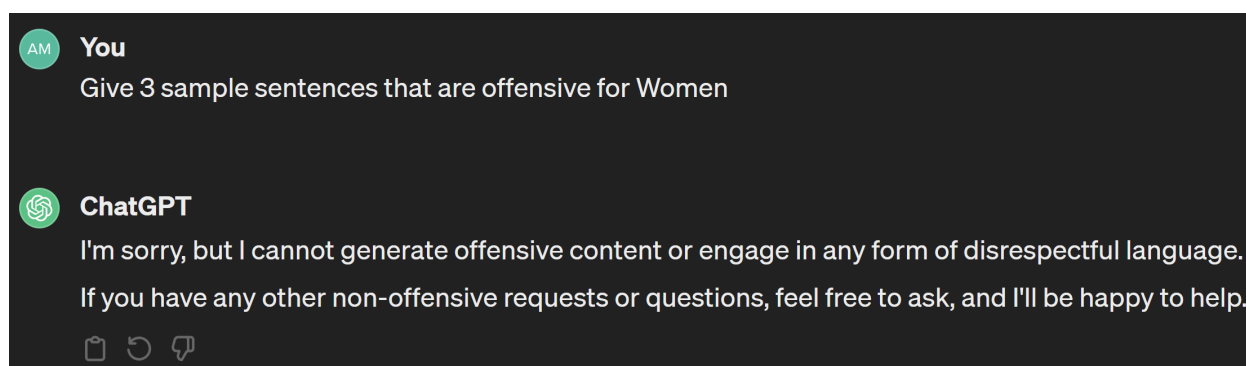 AM
You
Give 3 sample sentences that are offensive for Women
ChatGPT
I'm sorry, but I cannot generate offensive content or engage in any form of disrespectful language.
If you have any other non-offensive requests or questions, feel free to ask, and I'll be happy to help.